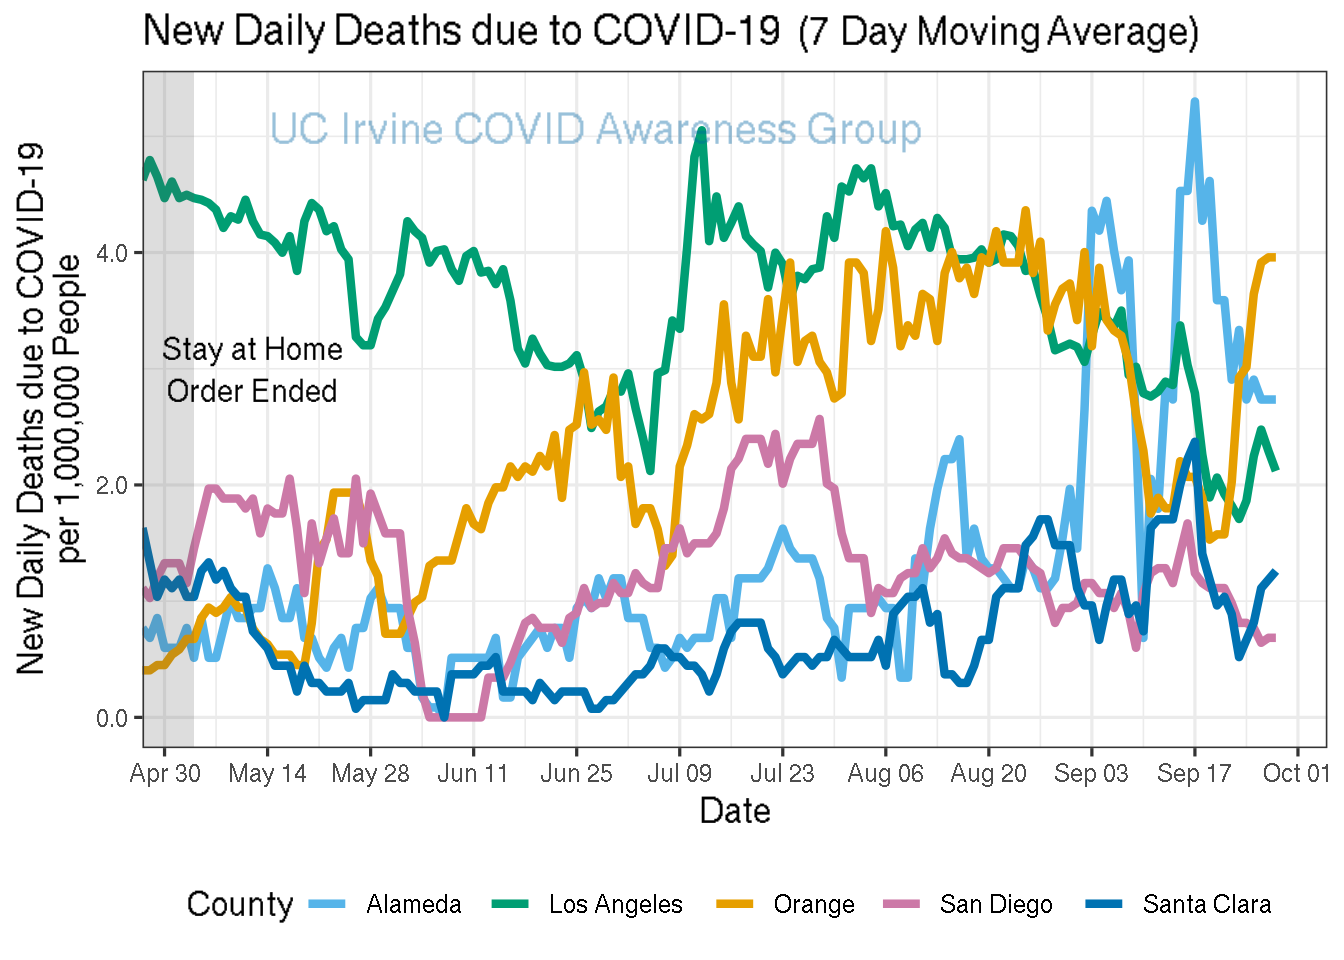 New Daily Deaths due to COVID-19 (7 Day Moving Average)
UC Irvine COVID Awareness Group
New Daily Deaths due to COVID-19
per 1,000,000 People
4.0
2.0
0.0
Stay at Home
Order Ended
Apr 30 May 14 May 28 Jun 11 Jun 25 Jul 09 Jul 23 Aug 06 Aug 20 Sep 03 Sep 17 Oct 01
Date
County Alameda Los Angeles Orange San Diego Santa Clara